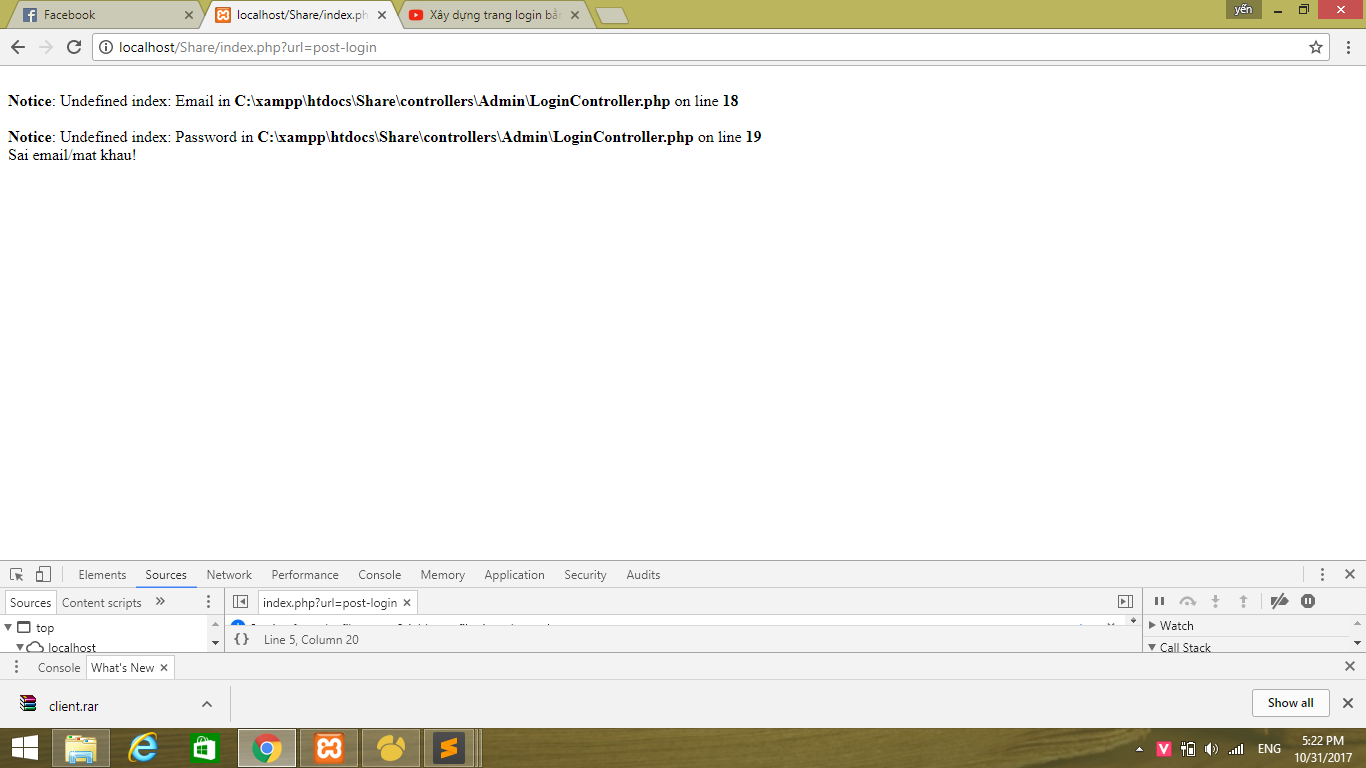 Facebook
localhost/Share/index.ph
Xây dựng trang login bằ
yến
localhost/Share/index.php?url=post-login
Notice: Undefined index: Email in C:\xampp\htdocs\Share\controllers\Admin\LoginController.php on line 18
Notice: Undefined index: Password in C:\xampp\htdocs\Share\controllers\Admin\LoginController.php on line 19
Sai email/mat khau!
Elements Sources Network Performance Console Memory Application Security Audits
Sources Content scripts »
index.php?url=post-login
top
localhost
{} Line 5, Column 20
Watch
Call Stack
Console What's New
client.rar
Show all
V
ENG
5:22 PM
10/31/2017